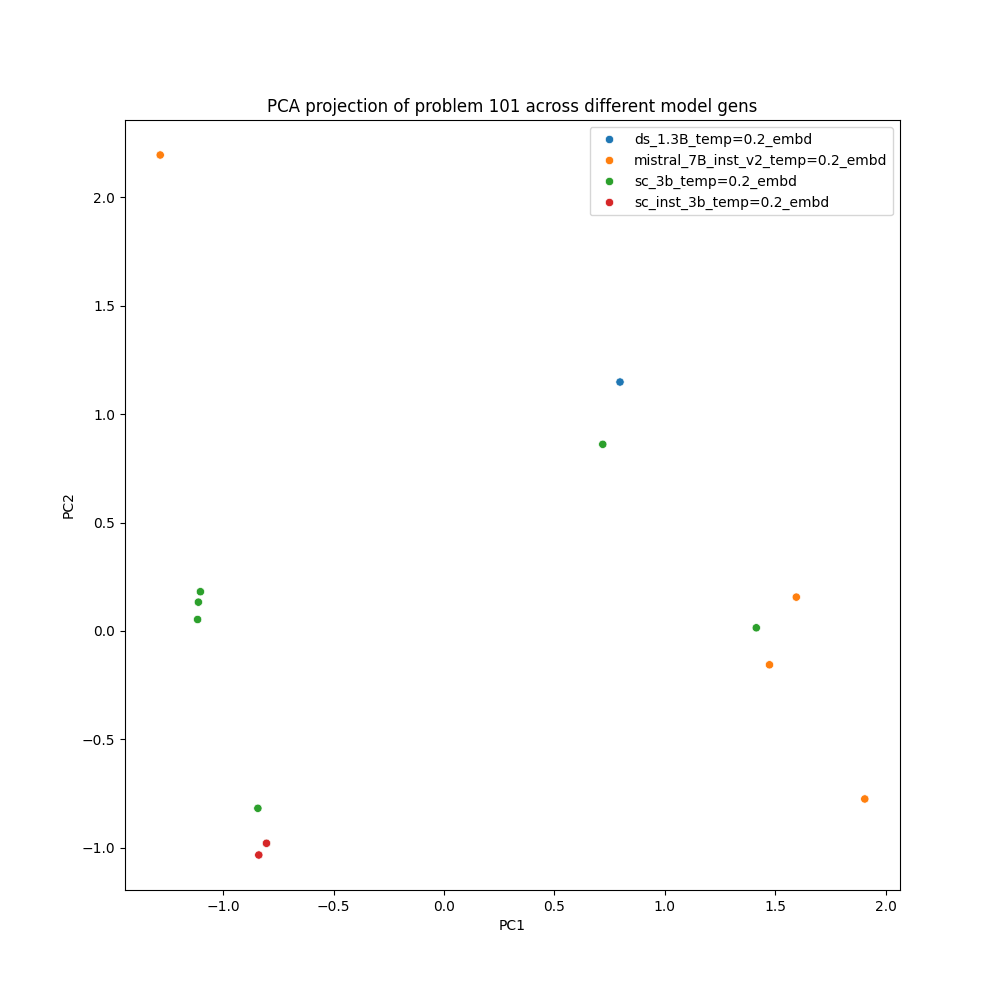 PCA projection of problem 101 across different model gens
ds_1.3B_temp=0.2_embd
mistral_7B_inst_v2_temp=0.2_embd
sc_3b_temp=0.2_embd
sc_inst_3b_temp=0.2_embd
2.0
1.5
1.0
0.5
0.0
−0.5
−1.0
PC2
−1.0
−0.5
0.0
0.5
1.0
1.5
2.0
PC1